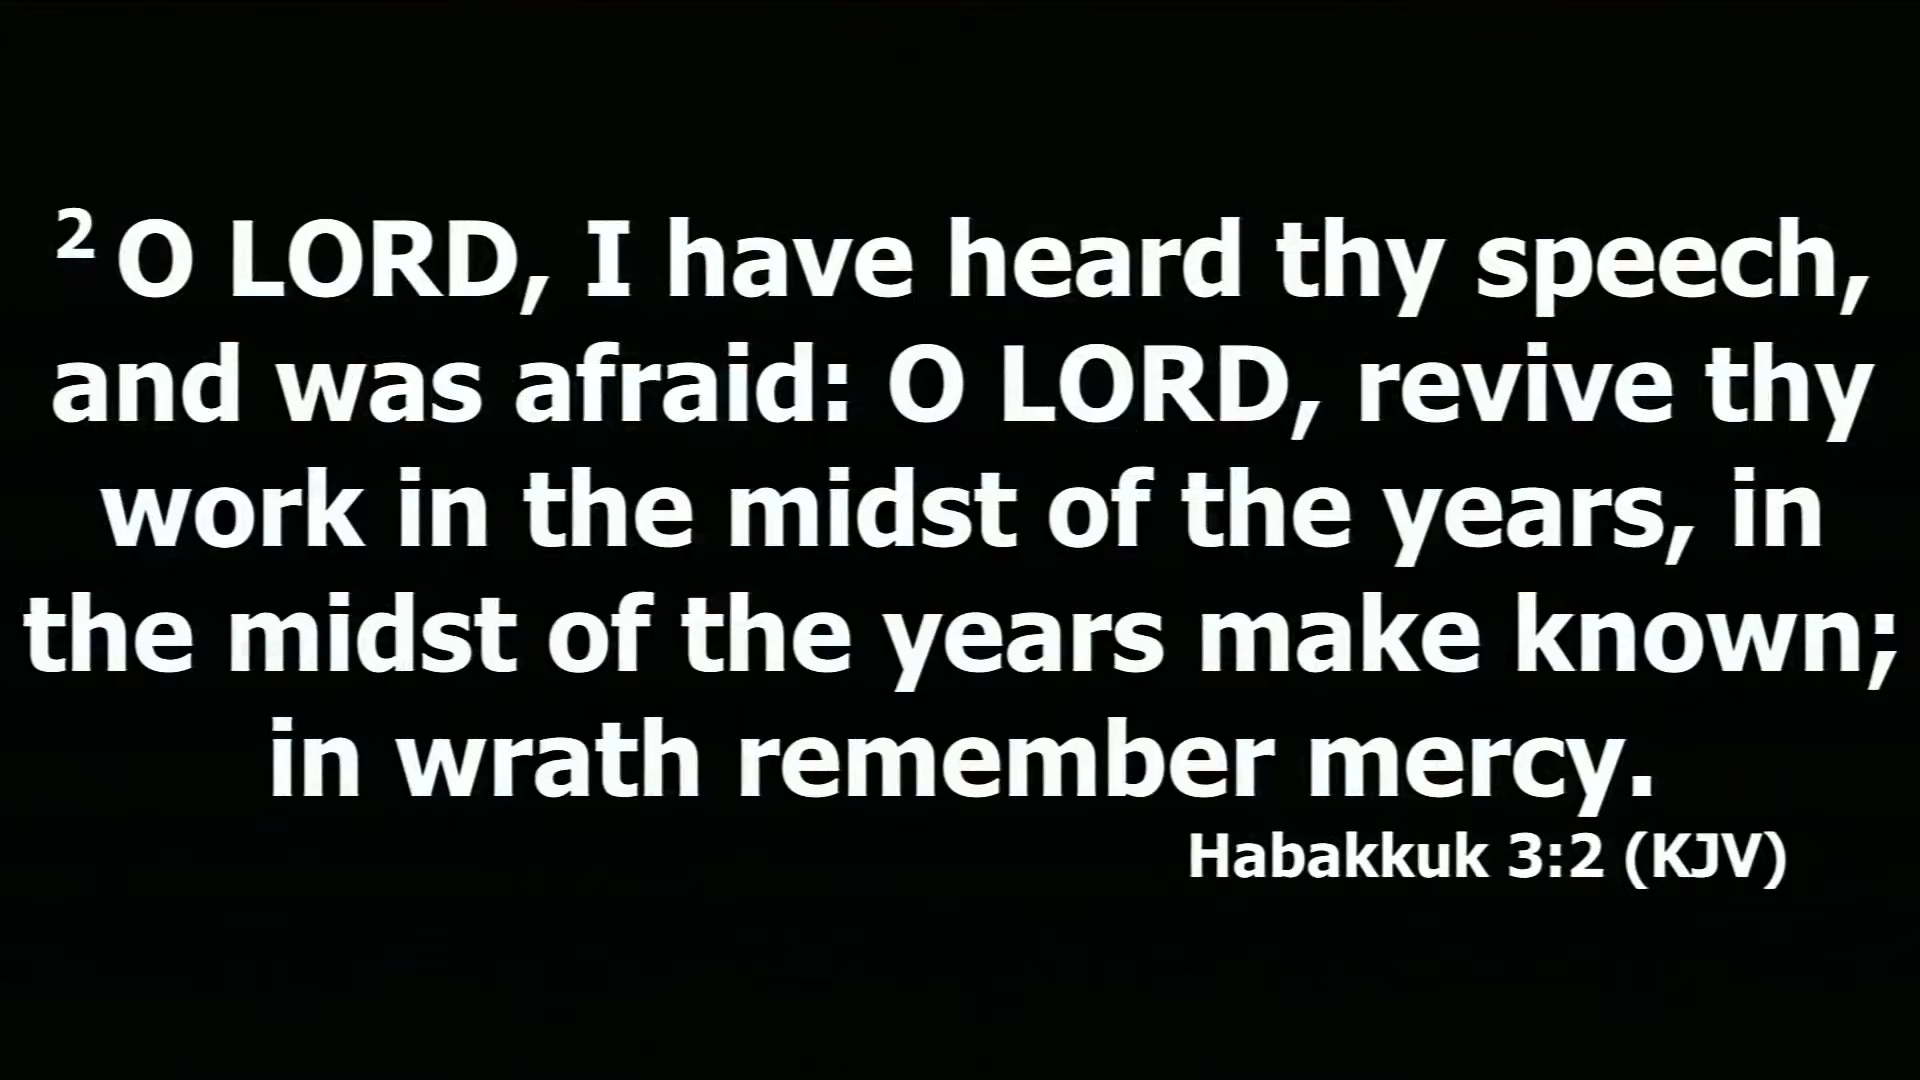 2 O LORD, I have heard thy speech,
and was afraid: O LORD, revive thy
work in the midst of the years, in
the midst of the years make known;
in wrath remember mercy.
Habakkuk 3:2 (KJV)